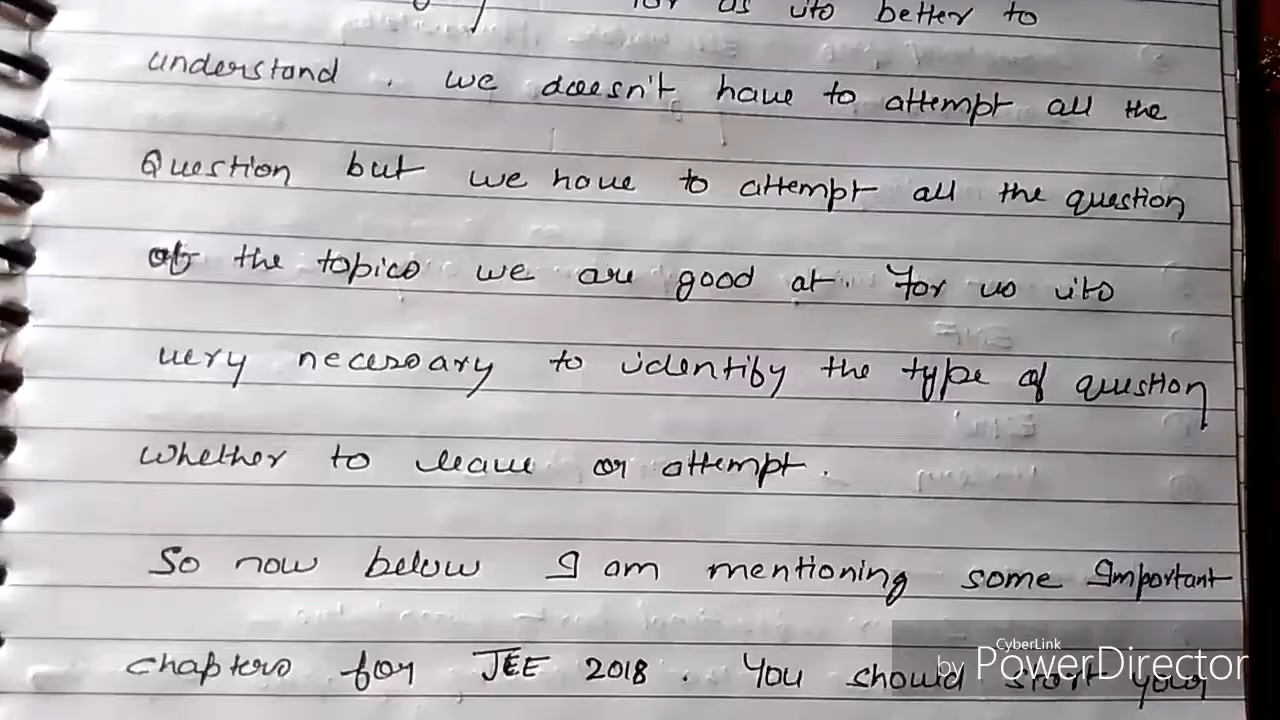 us its better to
understand. we doesn't have to attempt all the
Question but we have to attempt all the question
of the topics we are good at. For us its
very necessary to identify the type of question
whether to leave or attempt.
So now below I am mentioning some Important
chapters for JEE 2018. You should start your
CyberLink
by PowerDirector